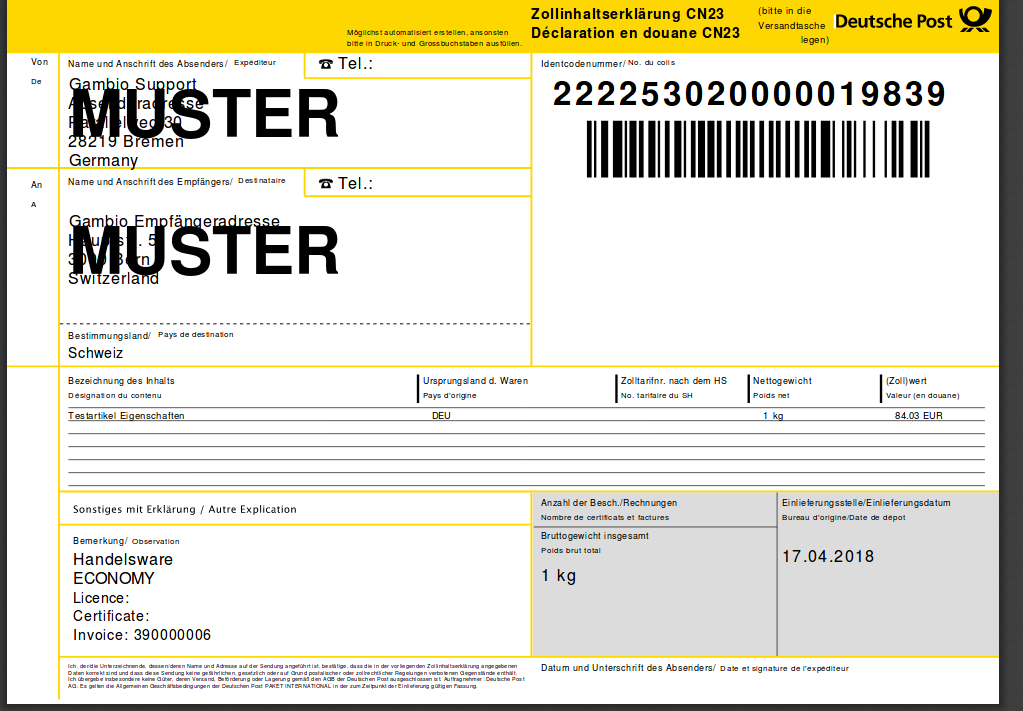 Möglichst automatisiert erstellen, ansonsten
bitte in Druck- und Grossbuchstaben ausfüllen.
Zollinhaltserklärung CN23
Déclaration en douane CN23
(bitte in die
Versandtasche
legen)
Deutsche Post
Von
De
Name und Anschrift des Absenders/ Expéditeur
☎ Tel.:
Gambio Support
MUSTER
28219 Bremen
Germany
Identcodenummer/ No. du colis
222253020000019839
An
A
Name und Anschrift des Empfängers/ Destinataire
☎ Tel.:
Gambio Empfängeradresse
MUSTER
Switzerland
Bestimmungsland/ Pays de destination
Schweiz
Bezeichnung des Inhalts
Désignation du contenu
Ursprungsland d. Waren
Pays d'origine
Zolltarifnr. nach dem HS
No. tarifaire du SH
Nettogewicht
Poids net
(Zoll)wert
Valeur (en douane)
Testartikel Eigenschaften DEU 1 kg 84.03 EUR
Sonstiges mit Erklärung / Autre Explication
Bemerkung/ Observation
Handelsware
ECONOMY
Licence:
Certificate:
Invoice: 390000006
Anzahl der Besch./Rechnungen
Nombre de certificats et factures
Bruttogewicht insgesamt
Poids brut total
1 kg
Einlieferungsstelle/Einlieferungsdatum
Bureau d'origine/Date de dépot
17.04.2018
Ich, der/die Unterzeichnende, dessen/deren Name und Adresse auf der Sendung angeführt ist, bestätige, dass die in der vorliegenden Zollinhaltserklärung angegebenen
Daten korrekt sind und dass diese Sendung keine gefährlichen, gesetzlich oder auf Grund postalischer oder zollrechtlicher Regelungen verbotenen Gegenstände enthält.
Ich übergebe insbesondere keine Güter, deren Versand, Beförderung oder Lagerung gemäß den AGB der Deutschen Post ausgeschlossen ist. Auftragnehmer: Deutsche Post
AG. Es gelten die Allgemeinen Geschäftsbedingungen der Deutschen Post PAKET INTERNATIONAL in der zum Zeitpunkt der Einlieferung gültigen Fassung.
Datum und Unterschrift des Absenders/ Date et signature de l'expéditeur